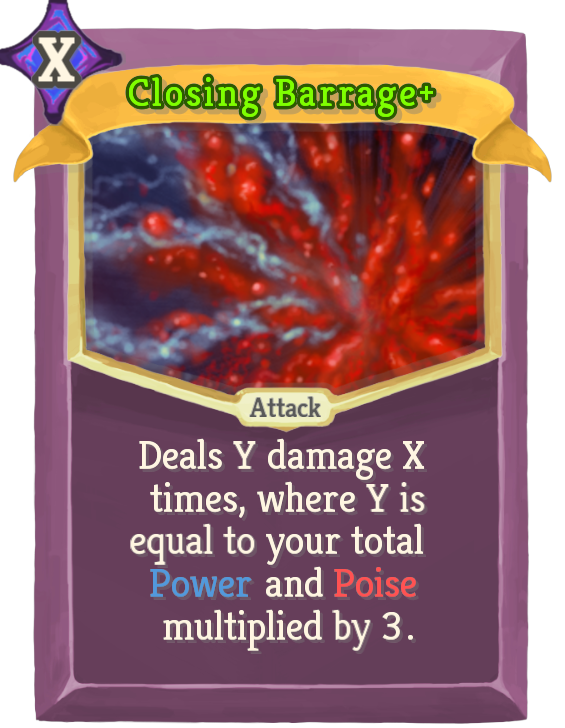 X
Closing Barrage+
Attack
Deals Y damage X
times, where Y is
equal to your total
Power and Poise
multiplied by 3.